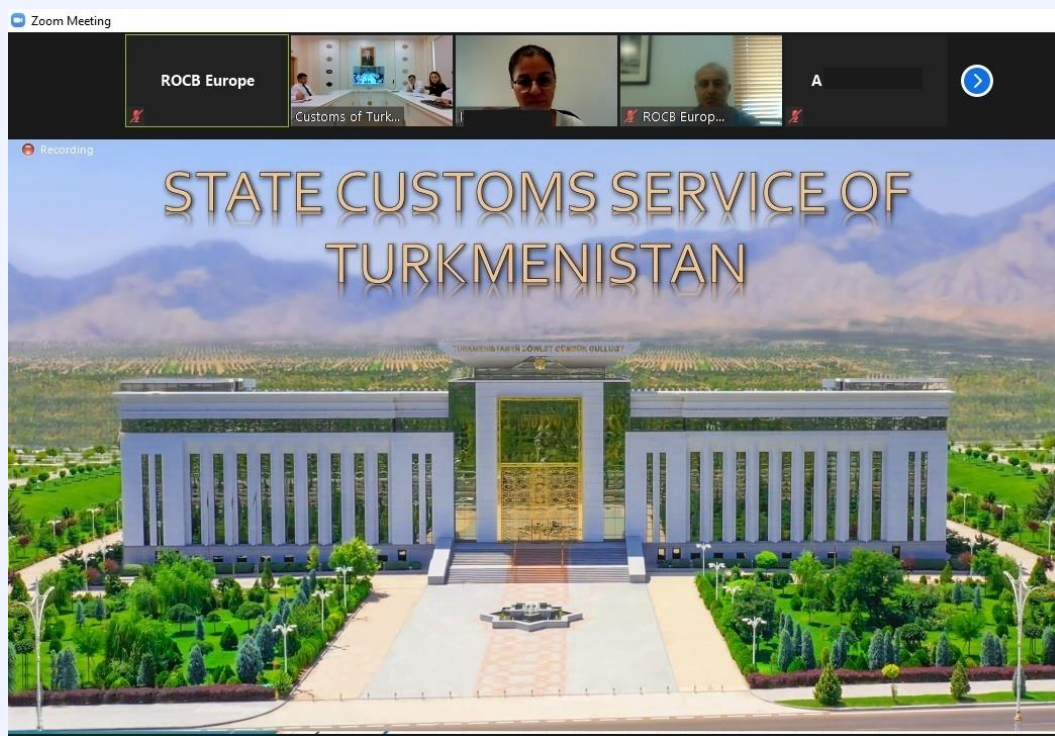 Zoom Meeting
ROCB Europe
Customs of Turk...
ROCB Europ...
A
Recording
STATE CUSTOMS SERVICE OF
TURKMENISTAN
TÜRKMENISTANYŇ DÖWLET GÜMRÜK GULLUGY